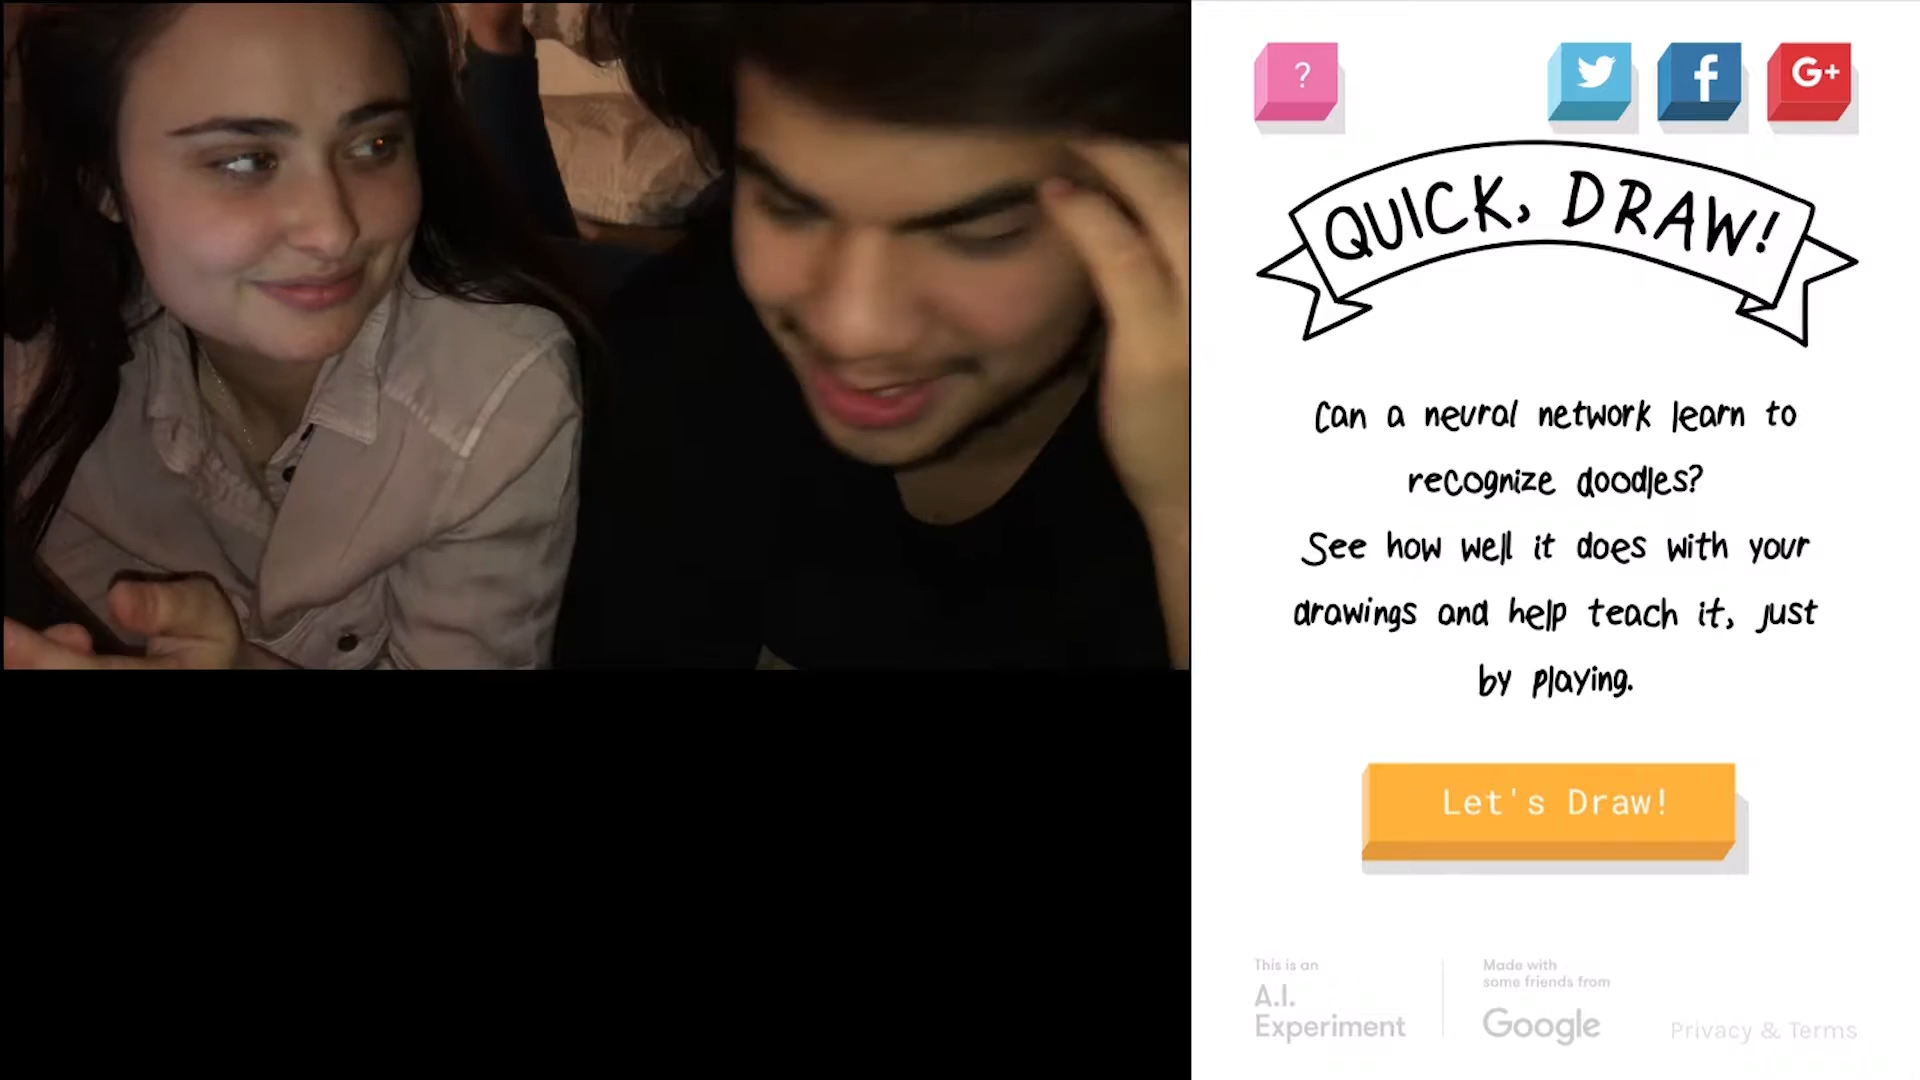 ?
G+
QUICK, DRAW!
Can a neural network learn to
recognize doodles?
See how well it does with your
drawings and help teach it, just
by playing.
Let's Draw!
This is an
A.I.
Experiment
Made with
some friends from
Google
Privacy & Terms